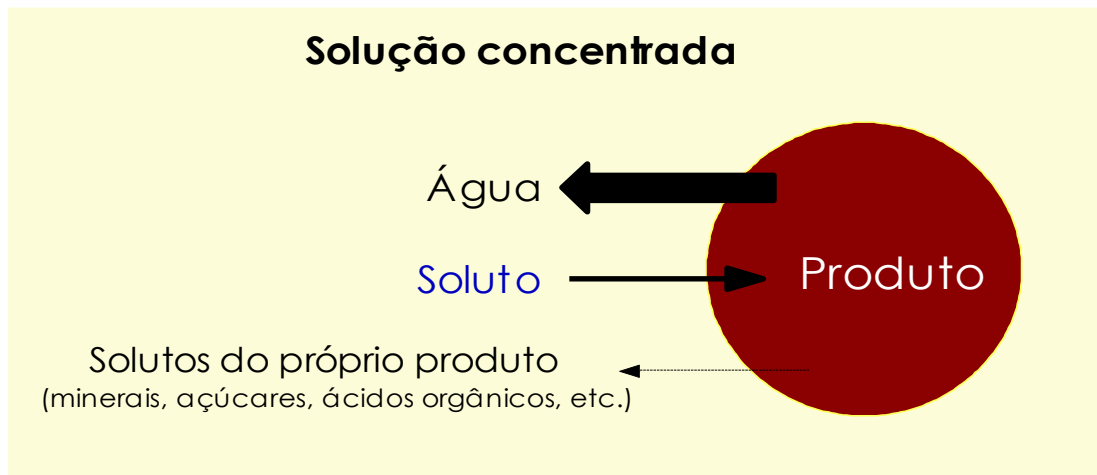 Solução concentrada
Água
Soluto
Produto
Solutos do próprio produto
(minerais, açúcares, ácidos orgânicos, etc.)